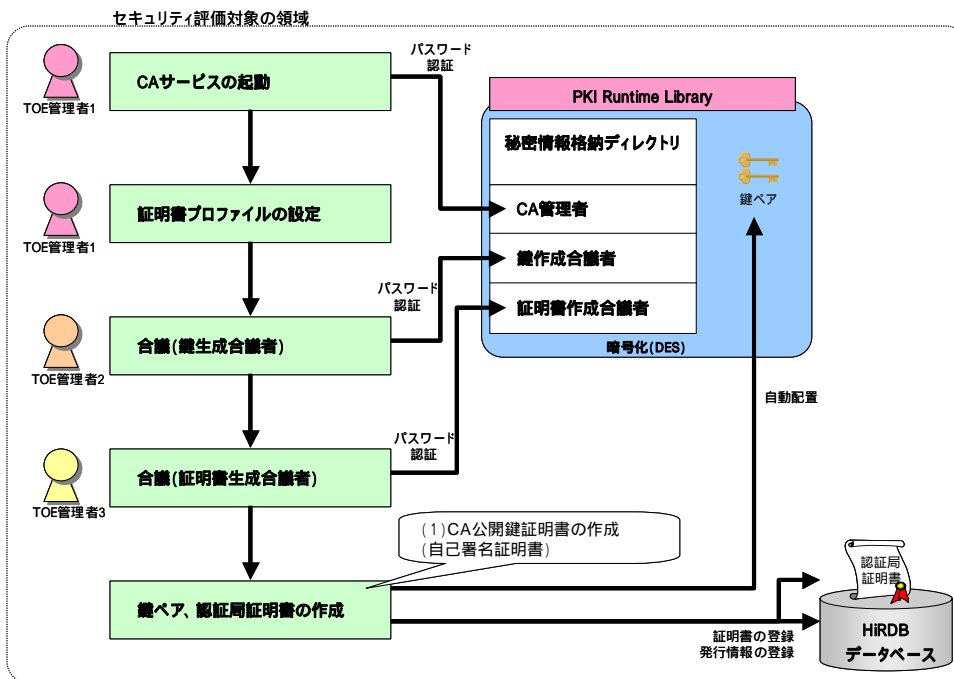 セキュリティ評価対象の領域
TOE管理者1
CAサービスの起動
パスワード
認証
PKI Runtime Library
秘密情報格納ディレクトリ
鍵ペア
TOE管理者1
証明書プロファイルの設定
CA管理者
鍵作成合議者
パスワード
認証
証明書作成合議者
TOE管理者2
合議(鍵生成合議者)
暗号化(DES)
自動配置
パスワード
認証
TOE管理者3
合議(証明書生成合議者)
(1)CA公開鍵証明書の作成
(自己署名証明書)
認証局
証明書
鍵ペア、認証局証明書の作成
証明書の登録
発行情報の登録
HiRDB
データベース